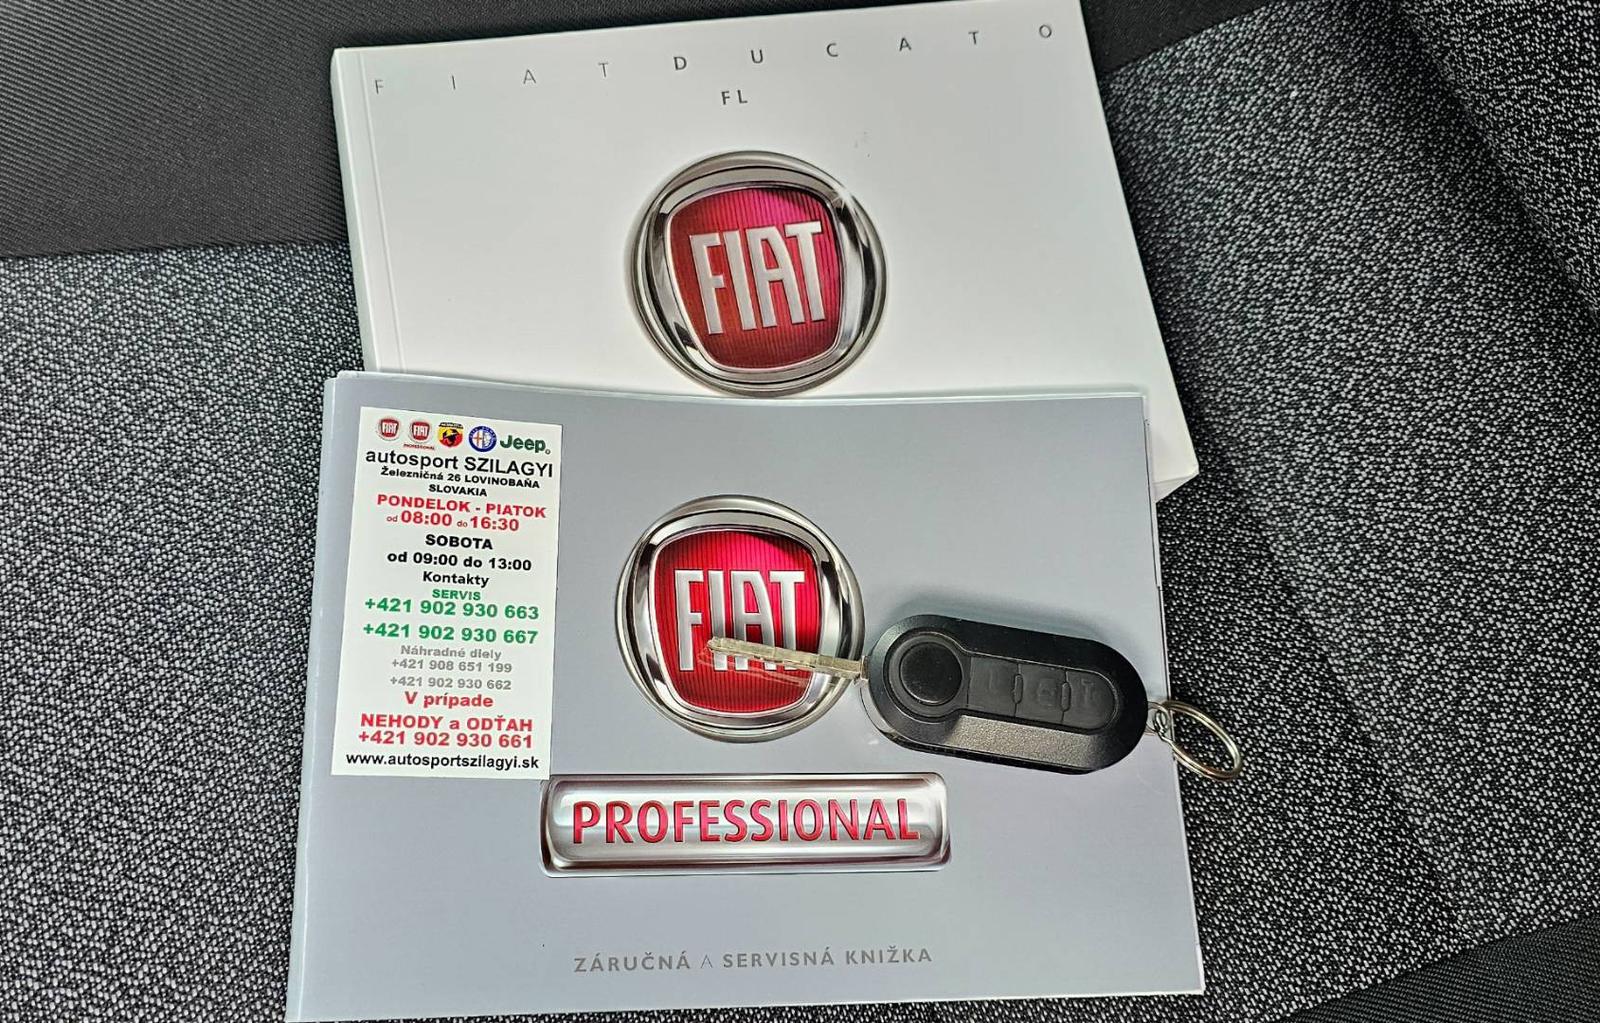 FIAT DUCATO
FL
FIAT
FIAT
FIAT
PROFESSIONAL
Jeep
autosport SZILAGYI
Železničná 26 LOVINOBAŇA
SLOVAKIA
PONDELOK - PIATOK
od 08:00 do 16:30
SOBOTA
od 09:00 do 13:00
Kontakty
SERVIS
+421 902 930 663
+421 902 930 667
Náhradné diely
+421 908 651 199
+421 902 930 662
V prípade
NEHODY a ODŤAH
+421 902 930 661
www.autosportszilagyi.sk
FIAT
PROFESSIONAL
ZÁRUČNÁ A SERVISNÁ KNIŽKA